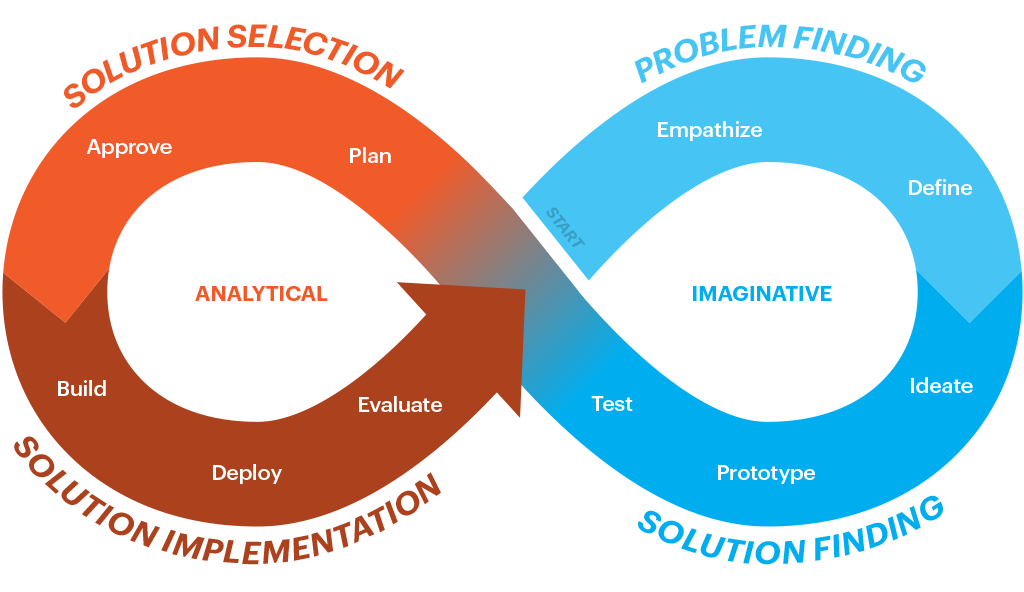 SOLUTION SELECTION
PROBLEM FINDING
Empathize
Approve
Plan
Define
START
ANALYTICAL
IMAGINATIVE
Build
Evaluate
Test
Ideate
Deploy
Prototype
SOLUTION IMPLEMENTATION
SOLUTION FINDING